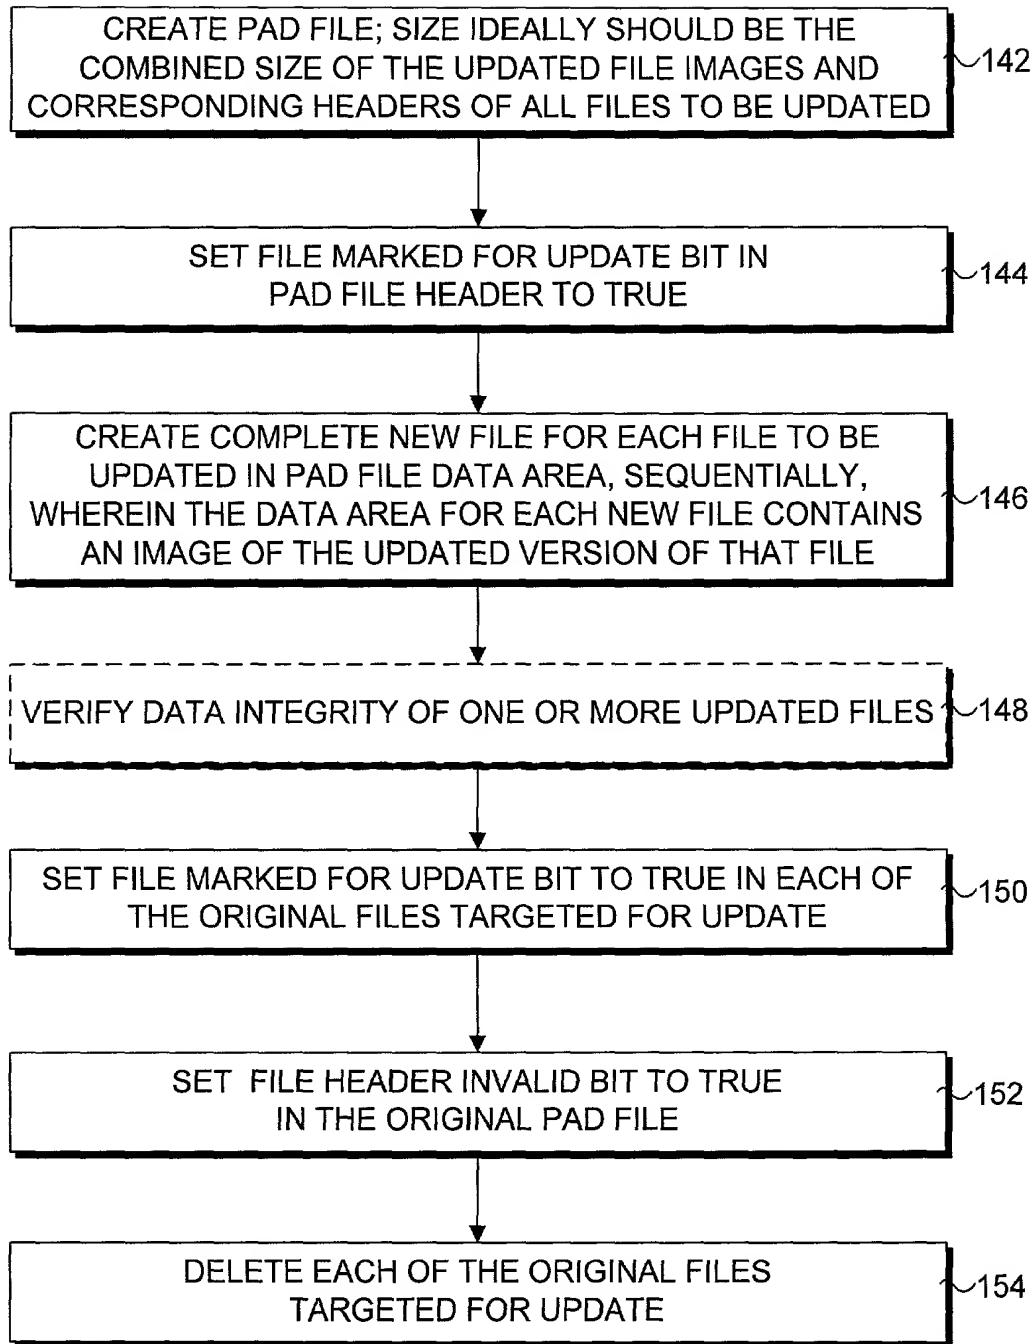 CREATE PAD FILE; SIZE IDEALLY SHOULD BE THE
COMBINED SIZE OF THE UPDATED FILE IMAGES AND
CORRESPONDING HEADERS OF ALL FILES TO BE UPDATED
142
SET FILE MARKED FOR UPDATE BIT IN
PAD FILE HEADER TO TRUE
144
CREATE COMPLETE NEW FILE FOR EACH FILE TO BE
UPDATED IN PAD FILE DATA AREA, SEQUENTIALLY,
WHEREIN THE DATA AREA FOR EACH NEW FILE CONTAINS
AN IMAGE OF THE UPDATED VERSION OF THAT FILE
146
VERIFY DATA INTEGRITY OF ONE OR MORE UPDATED FILES
148
SET FILE MARKED FOR UPDATE BIT TO TRUE IN EACH OF
THE ORIGINAL FILES TARGETED FOR UPDATE
150
SET FILE HEADER INVALID BIT TO TRUE
IN THE ORIGINAL PAD FILE
152
DELETE EACH OF THE ORIGINAL FILES
TARGETED FOR UPDATE
154